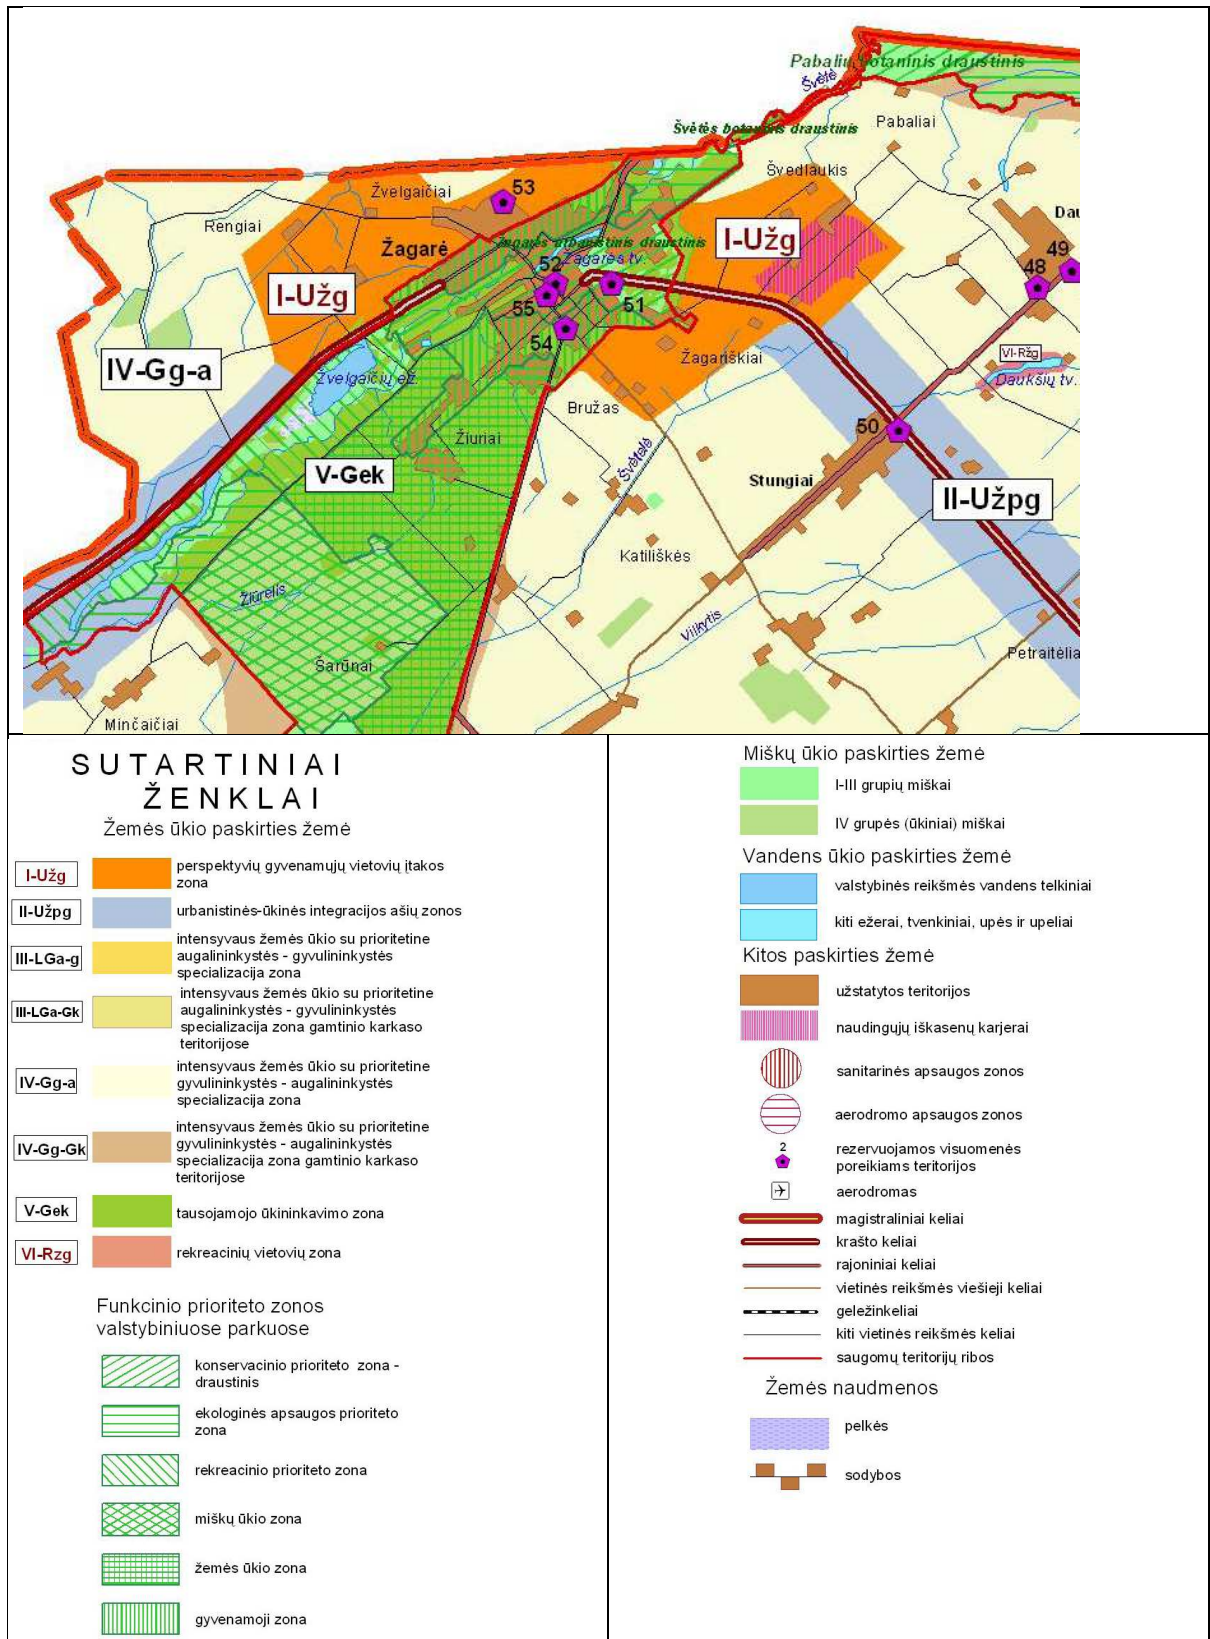 Pabalių botaninis draustinis
Švėtė
Švėtės botaninis draustinis
Pabaliai
Švedlaukis
53
Žvelgaičiai
Rengiai
Žagarė
Žagarės urbanistinis draustinis
I-Užg
Dau
49
48
52
Žagarės tv.
I-Užg
55
51
54
VI-Ržg
Daukšių tv.
IV-Gg-a
Žvelgaičių ež.
Žagariškiai
Bružas
50
Žiuriai
Švėtelė
V-Gek
Stungiai
II-Užpg
Katiliškės
Žiūrelis
Vilkytis
Šarūnai
Petraitėlia
Minčaičiai
SUTARTINIAI
ŽENKLAI
Žemės ūkio paskirties žemė
I-Užg
perspektyvių gyvenamųjų vietovių įtakos
zona
II-Užpg
urbanistinės-ūkinės integracijos ašių zonos
III-LGa-g
intensyvaus žemės ūkio su prioritetine
augalininkystės - gyvulininkystės
specializacija zona
III-LGa-Gk
intensyvaus žemės ūkio su prioritetine
augalininkystės - gyvulininkystės
specializacija zona gamtinio karkaso
teritorijose
IV-Gg-a
intensyvaus žemės ūkio su prioritetine
gyvulininkystės - augalininkystės
specializacija zona
IV-Gg-Gk
intensyvaus žemės ūkio su prioritetine
gyvulininkystės - augalininkystės
specializacija zona gamtinio karkaso
teritorijose
V-Gek
tausojamojo ūkininkavimo zona
VI-Rzg
rekreacinių vietovių zona
Funkcinio prioriteto zonos
valstybiniuose parkuose
konservacinio prioriteto zona -
draustinis
ekologinės apsaugos prioriteto
zona
rekreacinio prioriteto zona
miškų ūkio zona
žemės ūkio zona
gyvenamoji zona
Miškų ūkio paskirties žemė
I-III grupių miškai
IV grupės (ūkiniai) miškai
Vandens ūkio paskirties žemė
valstybinės reikšmės vandens telkiniai
kiti ežerai, tvenkiniai, upės ir upeliai
Kitos paskirties žemė
užstatytos teritorijos
naudingųjų iškasenų karjerai
sanitarinės apsaugos zonos
aerodromo apsaugos zonos
2
rezervuojamos visuomenės
poreikiams teritorijos
aerodromas
magistraliniai keliai
krašto keliai
rajoniniai keliai
vietinės reikšmės viešieji keliai
geležinkeliai
kiti vietinės reikšmės keliai
saugomų teritorijų ribos
Žemės naudmenos
pelkės
sodybos